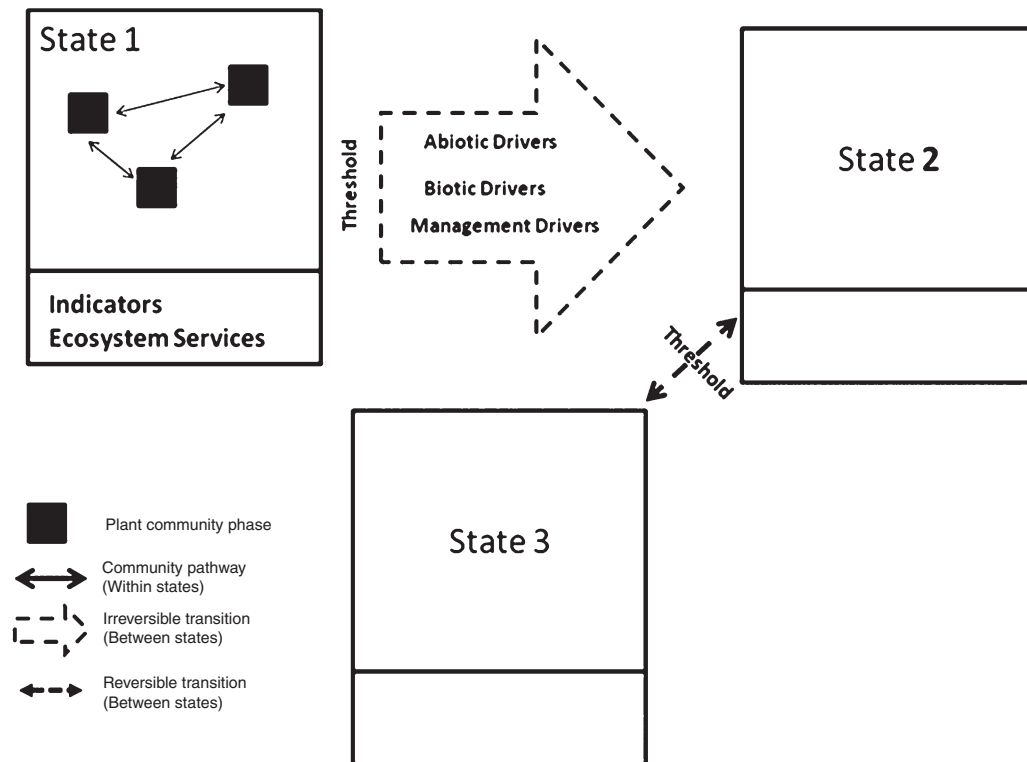 State 1
Indicators
Ecosystem Services
Threshold
Abiotic Drivers
Biotic Drivers
Management Drivers
State 2
Threshold
State 3
Plant community phase
Community pathway
(Within states)
Irreversible transition
(Between states)
Reversible transition
(Between states)